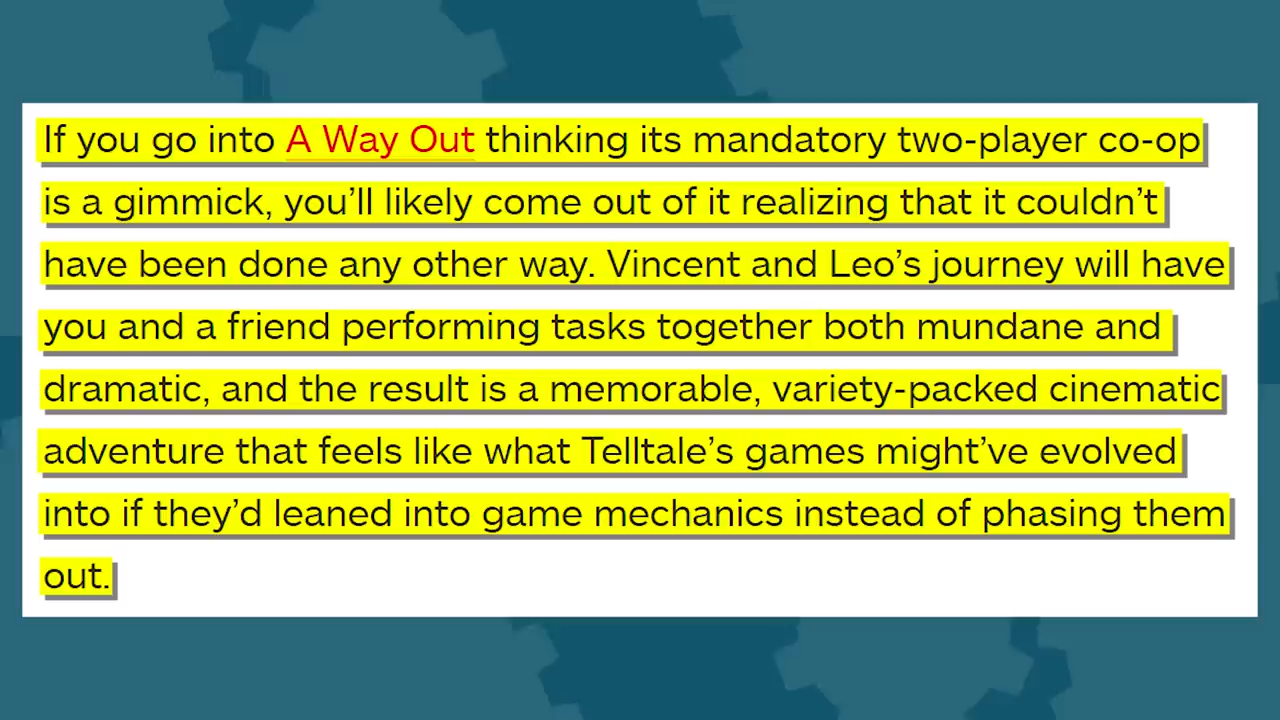 If you go into A Way Out thinking its mandatory two-player co-op
is a gimmick, you’ll likely come out of it realizing that it couldn’t
have been done any other way. Vincent and Leo’s journey will have
you and a friend performing tasks together both mundane and
dramatic, and the result is a memorable, variety-packed cinematic
adventure that feels like what Telltale’s games might’ve evolved
into if they’d leaned into game mechanics instead of phasing them
out.